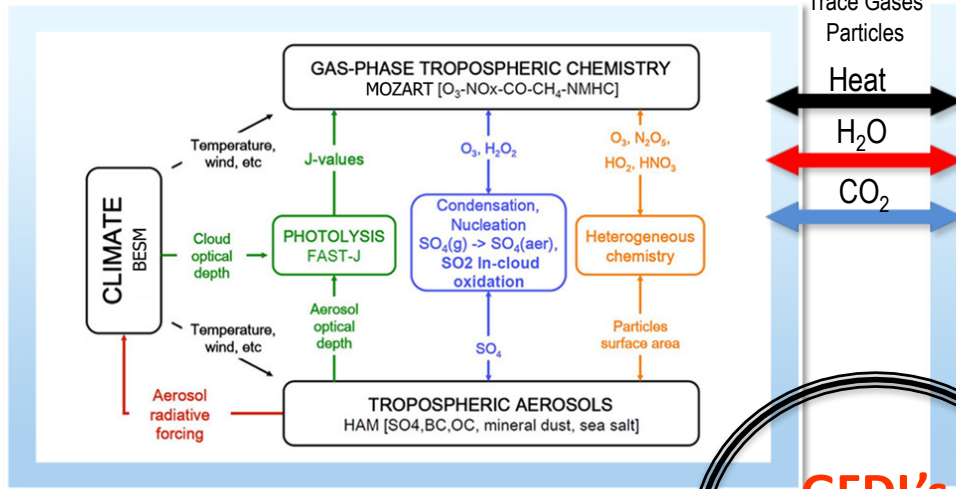 Trace Gases
Particles
Heat
H₂O
CO₂
GAS-PHASE TROPOSPHERIC CHEMISTRY
MOZART [O₃-NOx-CO-CH₄-NMHC]
Temperature,
wind, etc
J-values
O₃, H₂O₂
O₃, N₂O₅,
HO₂, HNO₃
CLIMATE
BESM
Cloud
optical
depth
PHOTOLYSIS
FAST-J
Condensation,
Nucleation
SO₄(g) -> SO₄(aer),
SO2 In-cloud
oxidation
Heterogeneous
chemistry
Temperature,
wind, etc
Aerosol
optical
depth
SO₄
Particles
surface area
Aerosol
radiative
forcing
TROPOSPHERIC AEROSOLS
HAM [SO4,BC,OC, mineral dust, sea salt]